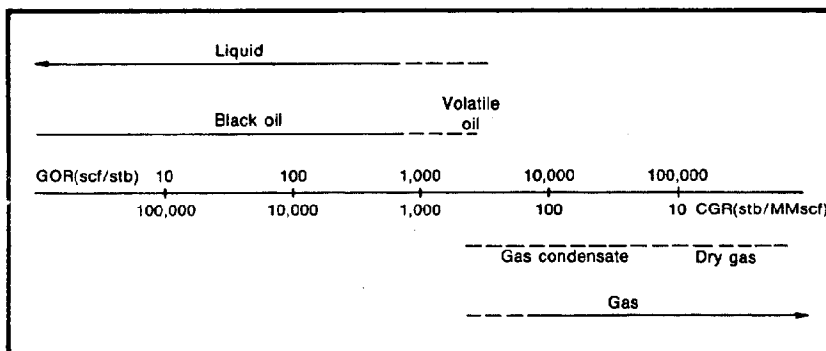 Liquid
Volatile
Black oil oil
GOR(scf/stb) 10 100 1,000 10,000 100,000
100,000 10,000 1,000 100 10 CGR(stb/MMscf)
Gas condensate Dry gas
Gas